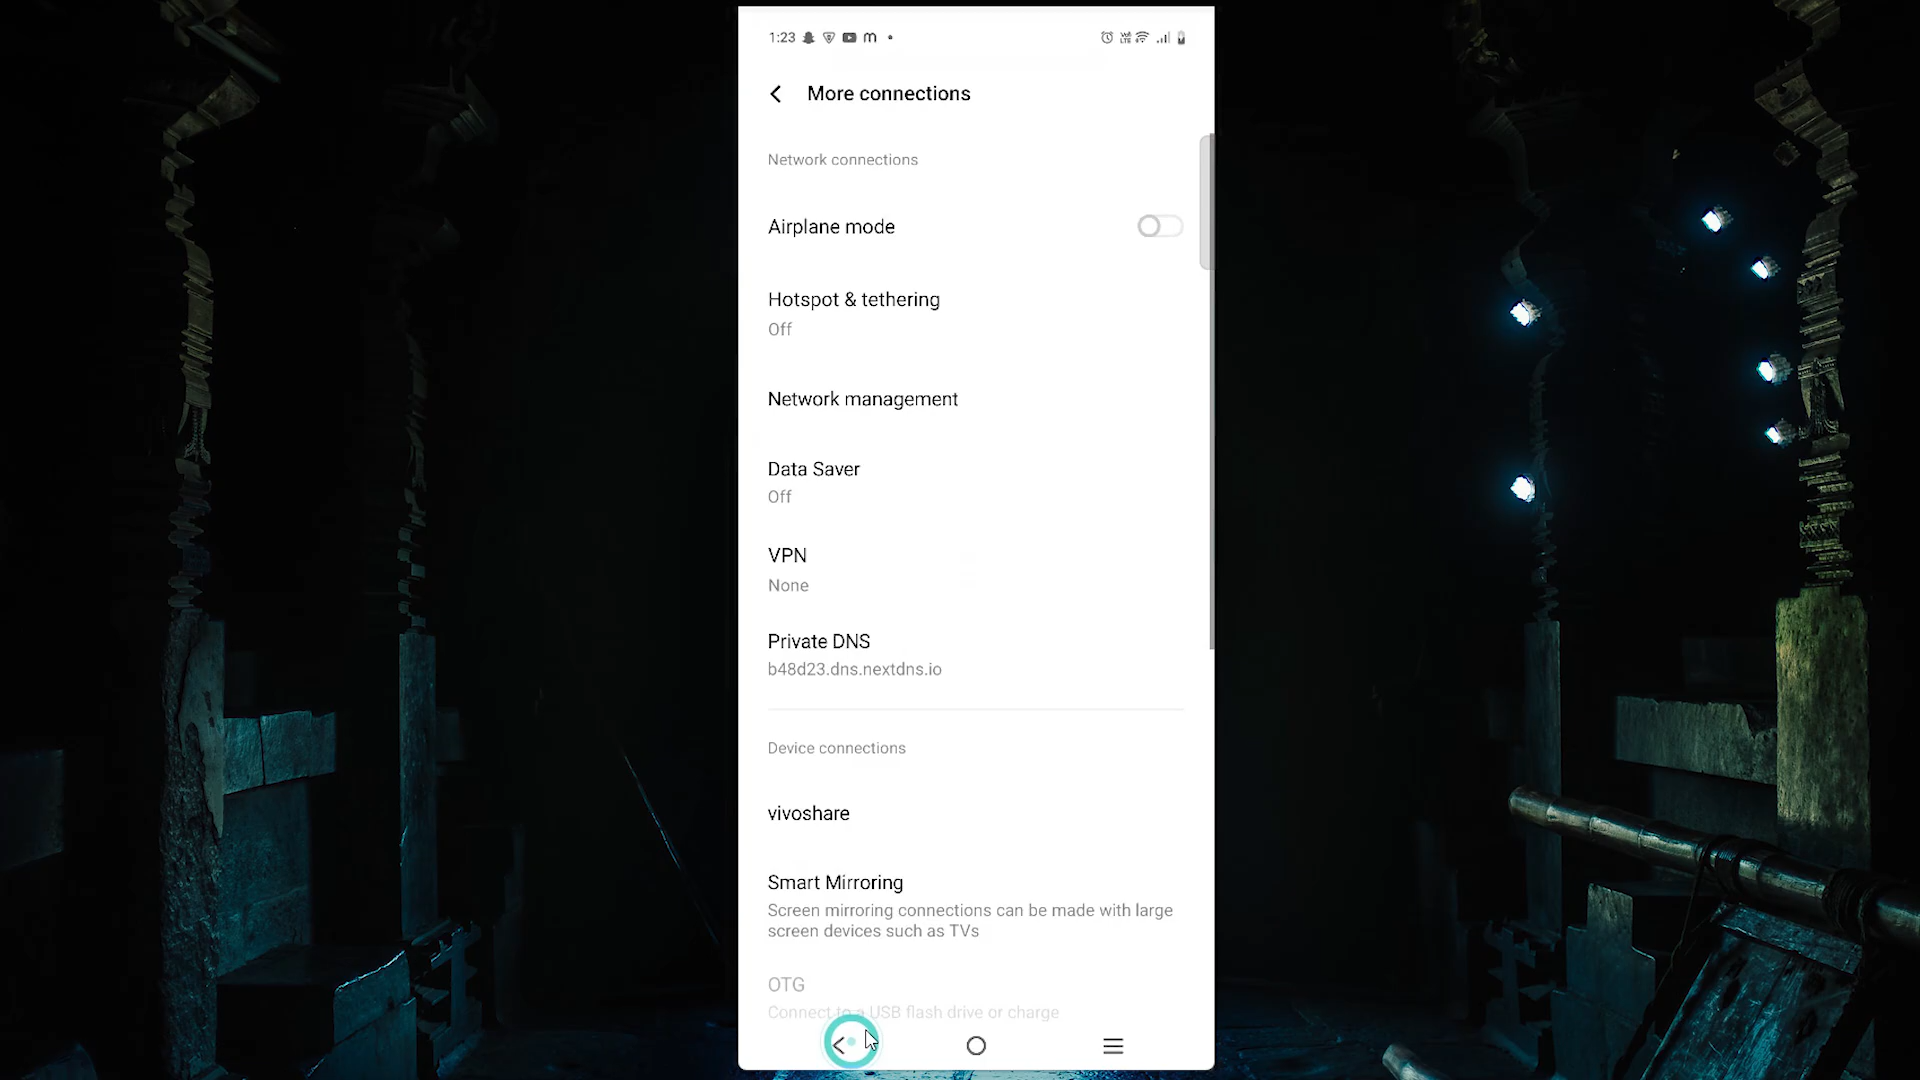 1:23
More connections
Network connections
Airplane mode
Hotspot & tethering
Off
Network management
Data Saver
Off
VPN
None
Private DNS
b48d23.dns.nextdns.io
Device connections
vivoshare
Smart Mirroring
Screen mirroring connections can be made with large
screen devices such as TVs
OTG
Connect to a USB flash drive or charge